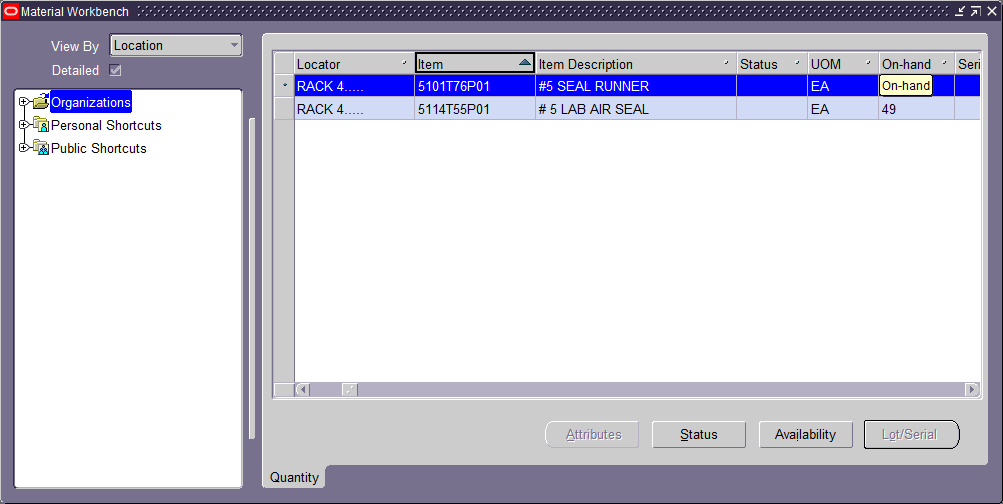 Material Workbench
View By Location
Detailed
Organizations
Personal Shortcuts
Public Shortcuts
Locator Item Item Description Status UOM On-hand Seri
RACK 4..... 5101T76P01 #5 SEAL RUNNER EA On-hand
RACK 4..... 5114T55P01 # 5 LAB AIR SEAL EA 49
Attributes Status Availability Lot/Serial
Quantity